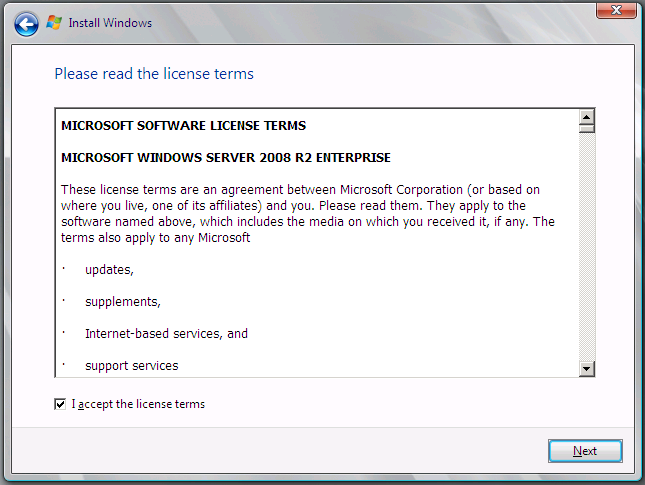 Install Windows
Please read the license terms
MICROSOFT SOFTWARE LICENSE TERMS
MICROSOFT WINDOWS SERVER 2008 R2 ENTERPRISE
These license terms are an agreement between Microsoft Corporation (or based on
where you live, one of its affiliates) and you. Please read them. They apply to the
software named above, which includes the media on which you received it, if any. The
terms also apply to any Microsoft
· updates,
· supplements,
· Internet-based services, and
· support services
I accept the license terms
Next